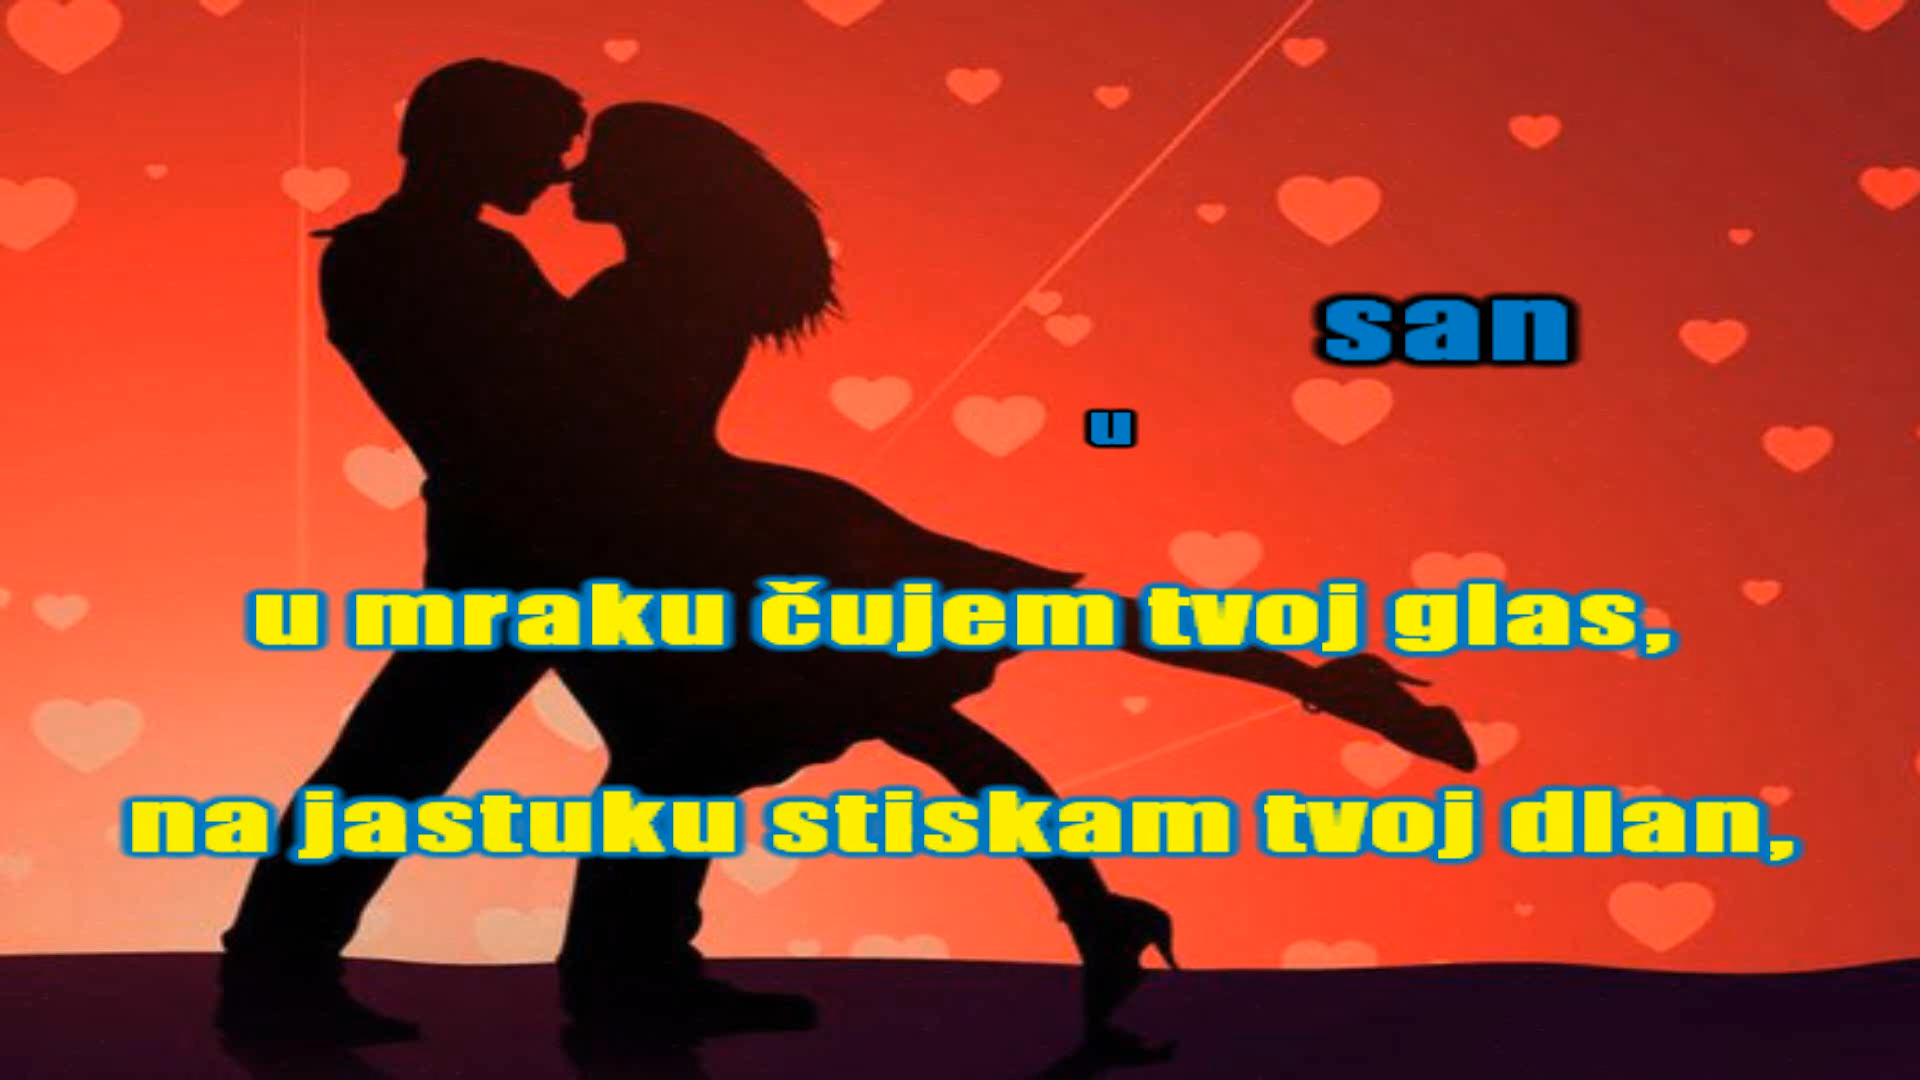 san
u
u mraku čujem tvoj glas,
na jastuku stiskam tvoj dlan,